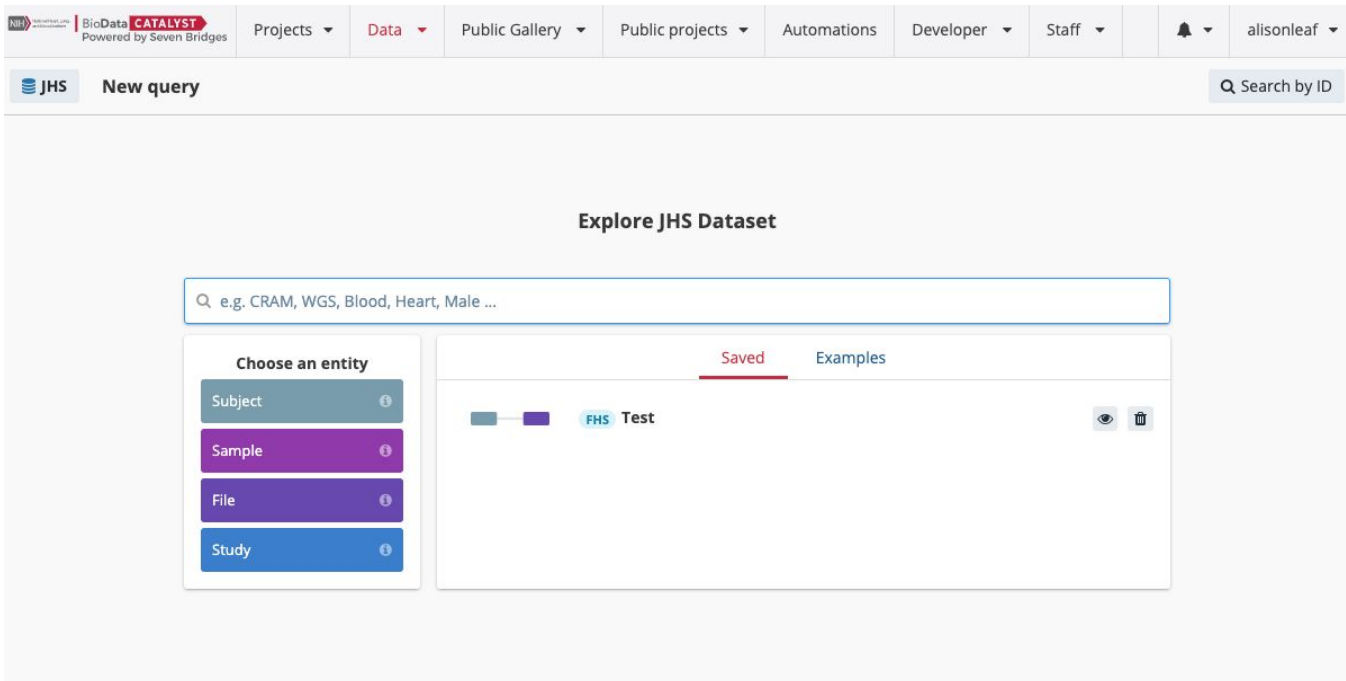 NIH
BioData CATALYST
Powered by Seven Bridges
Projects
Data
Public Gallery
Public projects
Automations
Developer
Staff
alisonleaf
JHS
New query
Search by ID
Explore JHS Dataset
e.g. CRAM, WGS, Blood, Heart, Male ...
Choose an entity
Saved
Examples
Subject
FHS Test
Sample
File
Study